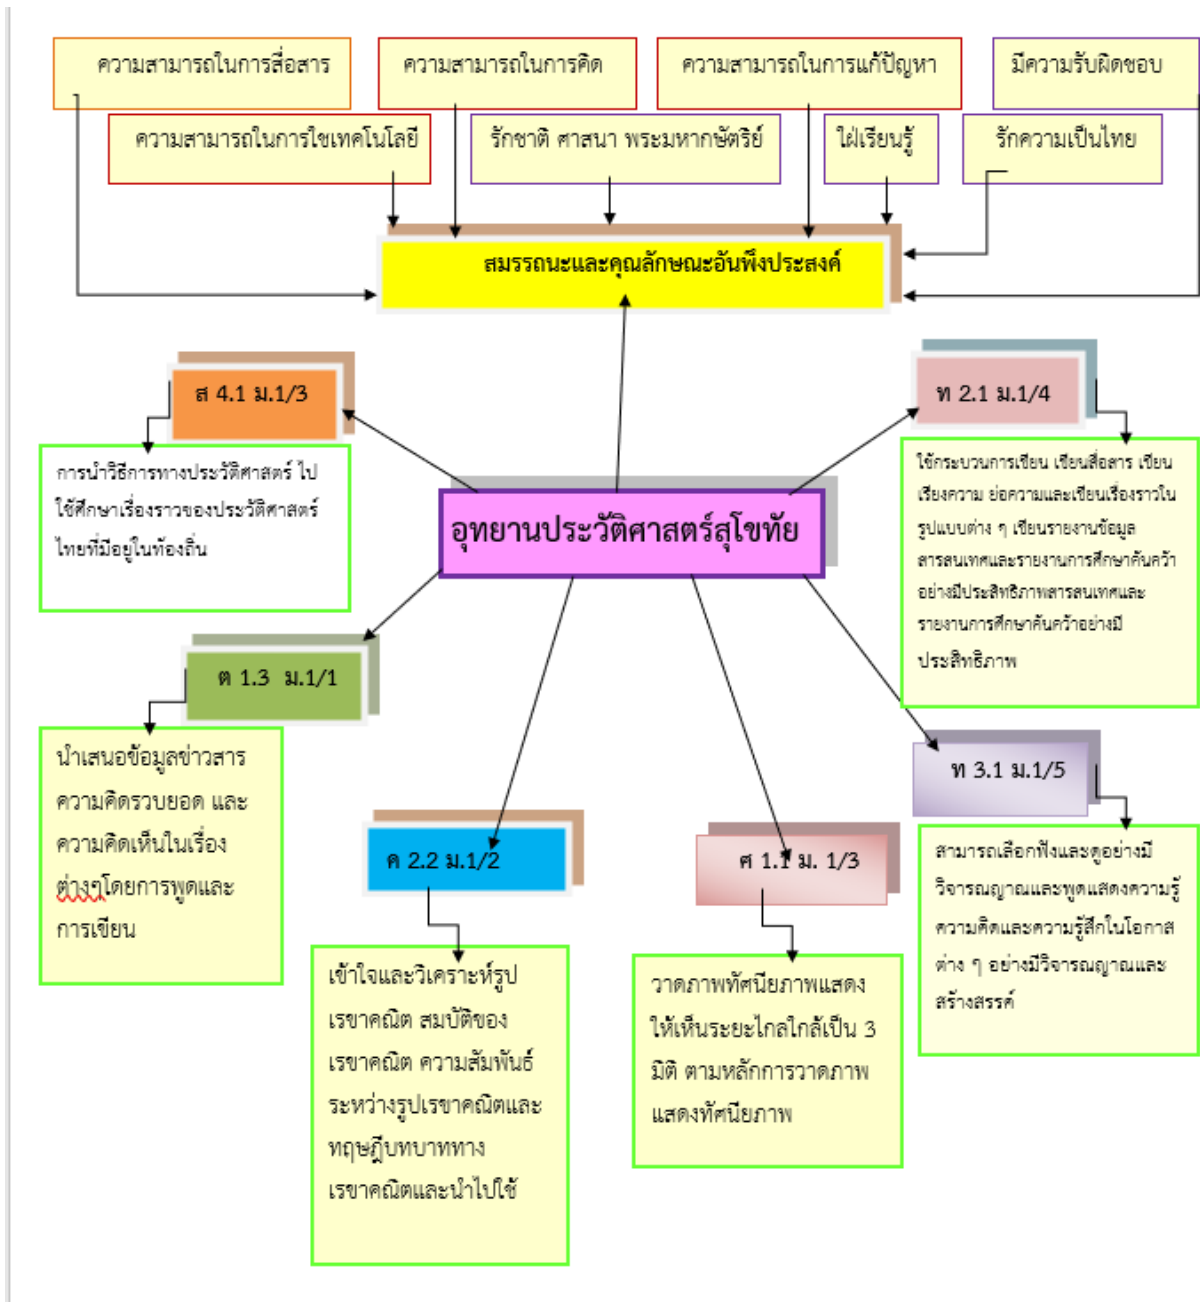 ความสามารถในการสื่อสาร
ความสามารถในการคิด
ความสามารถในการแก้ปัญหา
มีความรับผิดชอบ
ความสามารถในการใชเทคโนโลยี
รักชาติ ศาสนา พระมหากษัตริย์
ใฝ่เรียนรู้
รักความเป็นไทย
สมรรถนะและคุณลักษณะอันพึงประสงค์
ส 4.1 ม.1/3
ท 2.1 ม.1/4
การนำวิธีการทางประวัติศาสตร์ ไป
ใช้ศึกษาเรื่องราวของประวัติศาสตร์
ไทยที่มีอยู่ในท้องถิ่น
ใช้กระบวนการเขียน เขียนสื่อสาร เขียน
เรียงความ ย่อความและเขียนเรื่องราวใน
รูปแบบต่าง ๆ เขียนรายงานข้อมูล
สารสนเทศและรายงานการศึกษาค้นคว้า
อย่างมีประสิทธิภาพสารสนเทศและ
รายงานการศึกษาค้นคว้าอย่างมี
ประสิทธิภาพ
อุทยานประวัติศาสตร์สุโขทัย
ต 1.3 ม.1/1
นำเสนอข้อมูลข่าวสาร
ความคิดรวบยอด และ
ความคิดเห็นในเรื่อง
ต่างๆโดยการพูดและ
การเขียน
ท 3.1 ม.1/5
สามารถเลือกฟังและดูอย่างมี
วิจารณญาณและพูดแสดงความรู้
ความคิดและความรู้สึกในโอกาส
ต่าง ๆ อย่างมีวิจารณญาณและ
สร้างสรรค์
ค 2.2 ม.1/2
เข้าใจและวิเคราะห์รูป
เรขาคณิต สมบัติของ
เรขาคณิต ความสัมพันธ์
ระหว่างรูปเรขาคณิตและ
ทฤษฎีบทบาททาง
เรขาคณิตและนำไปใช้
ศ 1.1 ม. 1/3
วาดภาพทัศนียภาพแสดง
ให้เห็นระยะไกลใกล้เป็น 3
มิติ ตามหลักการวาดภาพ
แสดงทัศนียภาพ